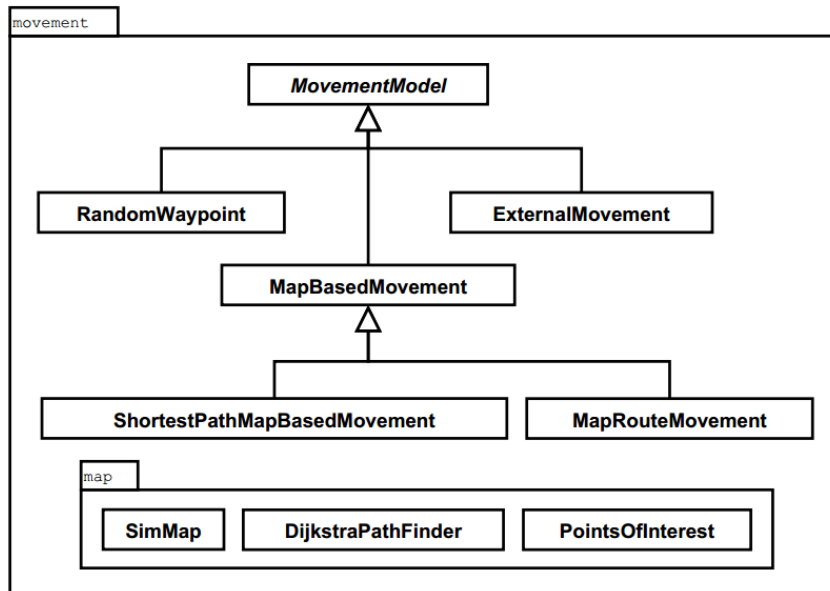 movement
MovementModel
RandomWaypoint
ExternalMovement
MapBasedMovement
ShortestPathMapBasedMovement
MapRouteMovement
map
SimMap
DijkstraPathFinder
PointsOfInterest